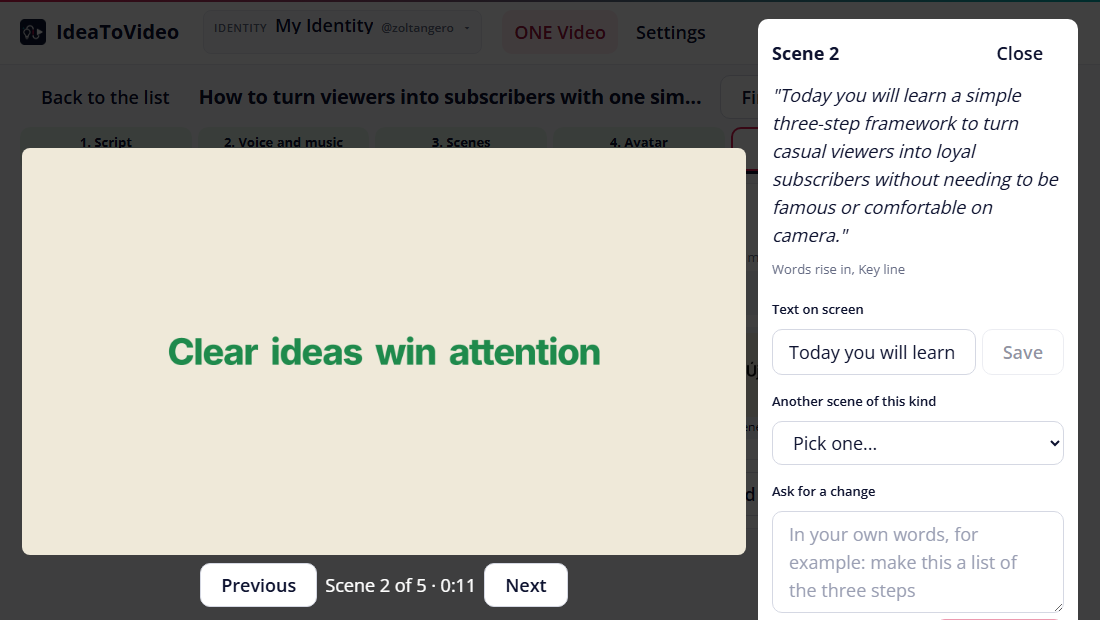 IdeaToVideo
IDENTITY My Identity @zoltangero
ONE Video
Settings
Back to the list
How to turn viewers into subscribers with one sim...
1. Script
2. Voice and music
3. Scenes
4. Avatar
Clear ideas win attention
Previous
Scene 2 of 5 · 0:11
Next
Scene 2
Close
"Today you will learn a simple
three-step framework to turn
casual viewers into loyal
subscribers without needing to be
famous or comfortable on
camera."
Words rise in, Key line
Text on screen
Today you will learn
Save
Another scene of this kind
Pick one...
Ask for a change
In your own words, for
example: make this a list of
the three steps